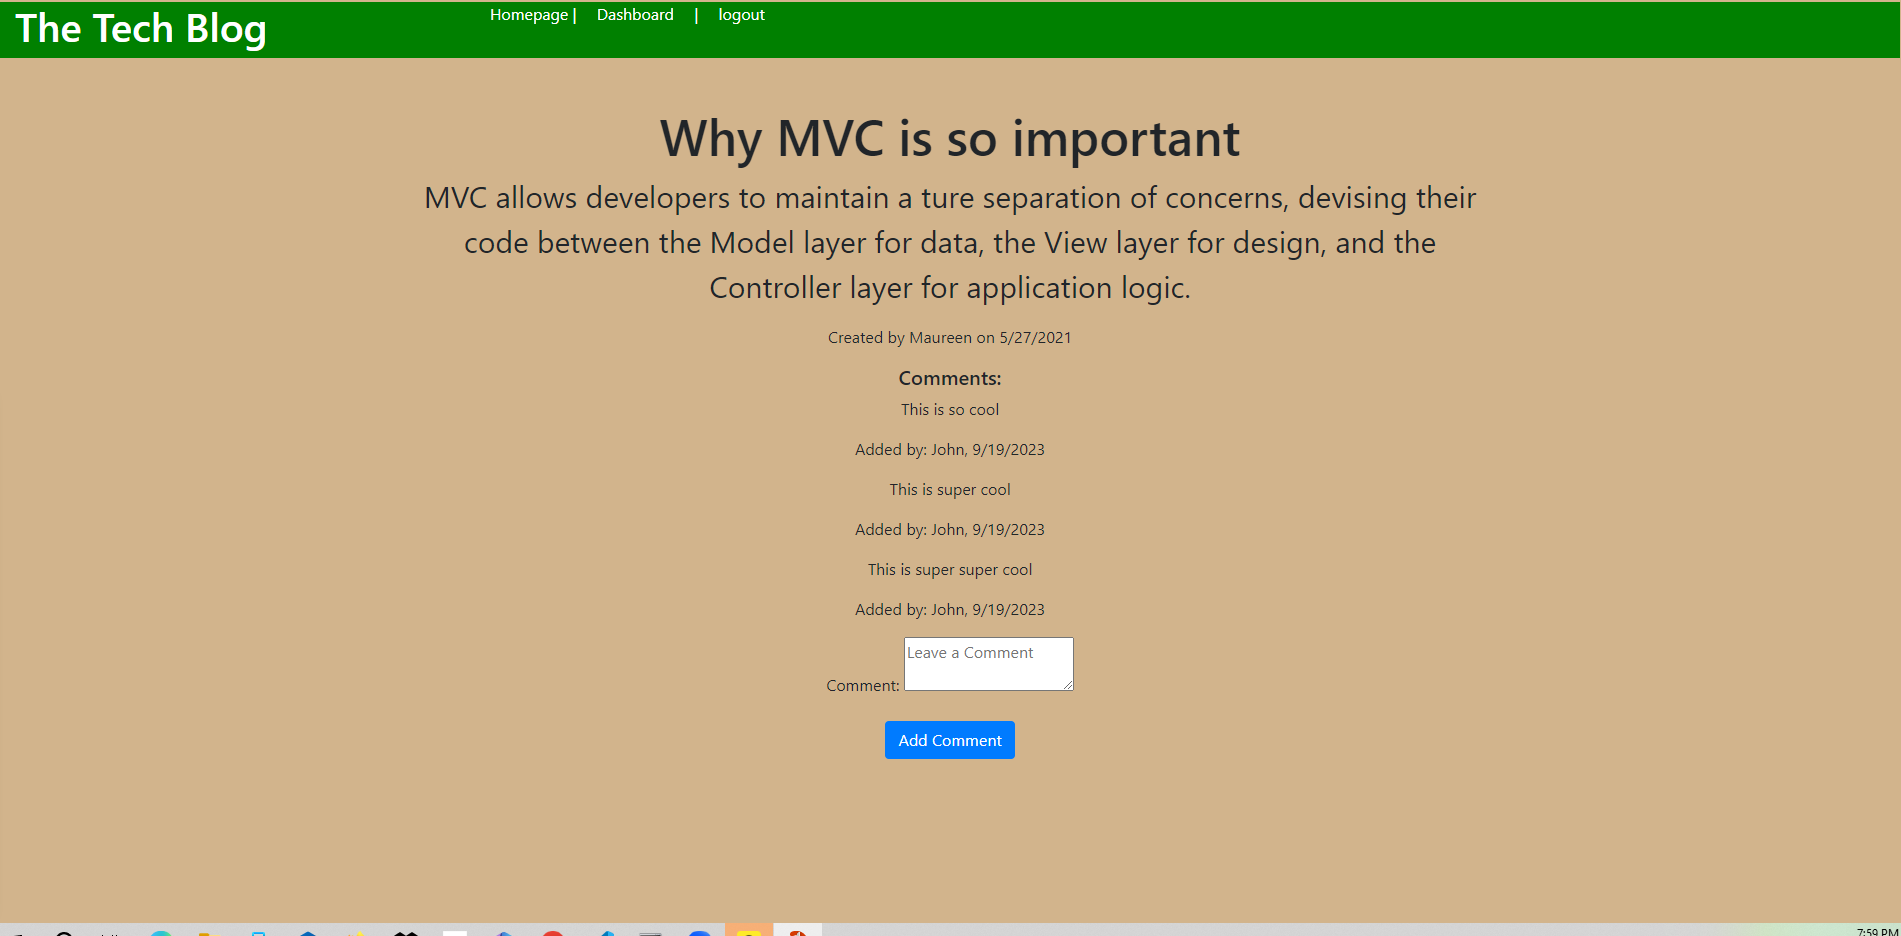 The Tech Blog
Homepage | Dashboard | logout
Why MVC is so important
MVC allows developers to maintain a ture separation of concerns, devising their
code between the Model layer for data, the View layer for design, and the
Controller layer for application logic.
Created by Maureen on 5/27/2021
Comments:
This is so cool
Added by: John, 9/19/2023
This is super cool
Added by: John, 9/19/2023
This is super super cool
Added by: John, 9/19/2023
Leave a Comment
Comment:
Add Comment
7:59 PM